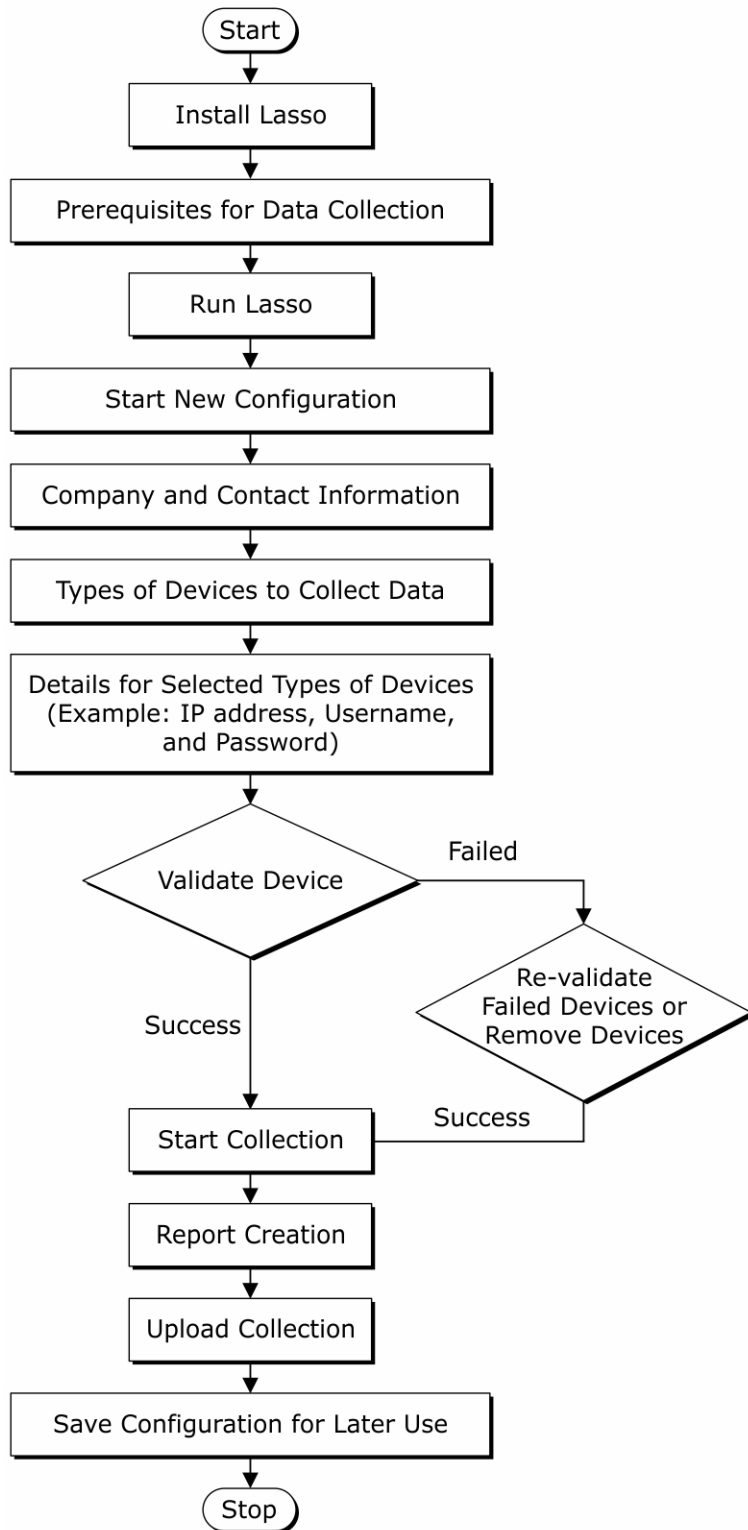 Start
Install Lasso
Prerequisites for Data Collection
Run Lasso
Start New Configuration
Company and Contact Information
Types of Devices to Collect Data
Details for Selected Types of Devices
(Example: IP address, Username,
and Password)
Validate Device
Failed
Re-validate
Failed Devices or
Remove Devices
Success
Success
Start Collection
Report Creation
Upload Collection
Save Configuration for Later Use
Stop